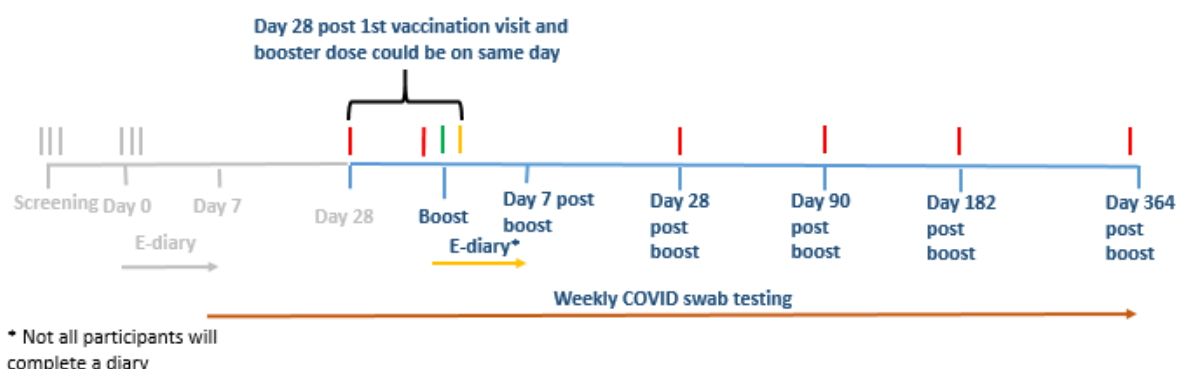 Day 28 post 1st vaccination visit and
booster dose could be on same day
Screening
Day 0
Day 7
Day 28
Boost
Day 7 post
boost
Day 28
post
boost
Day 90
post
boost
Day 182
post
boost
Day 364
post
boost
E-diary
E-diary*
Weekly COVID swab testing
* Not all participants will
complete a diary